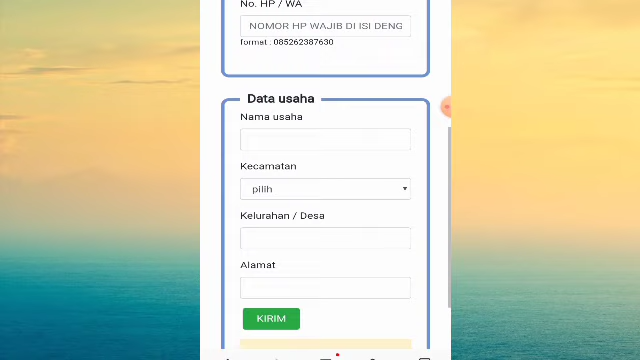 No. HP / WA
NOMOR HP WAJIB DI ISI DENG
format : 085262387630
Data usaha
Nama usaha
Kecamatan
pilih
Kelurahan / Desa
Alamat
KIRIM